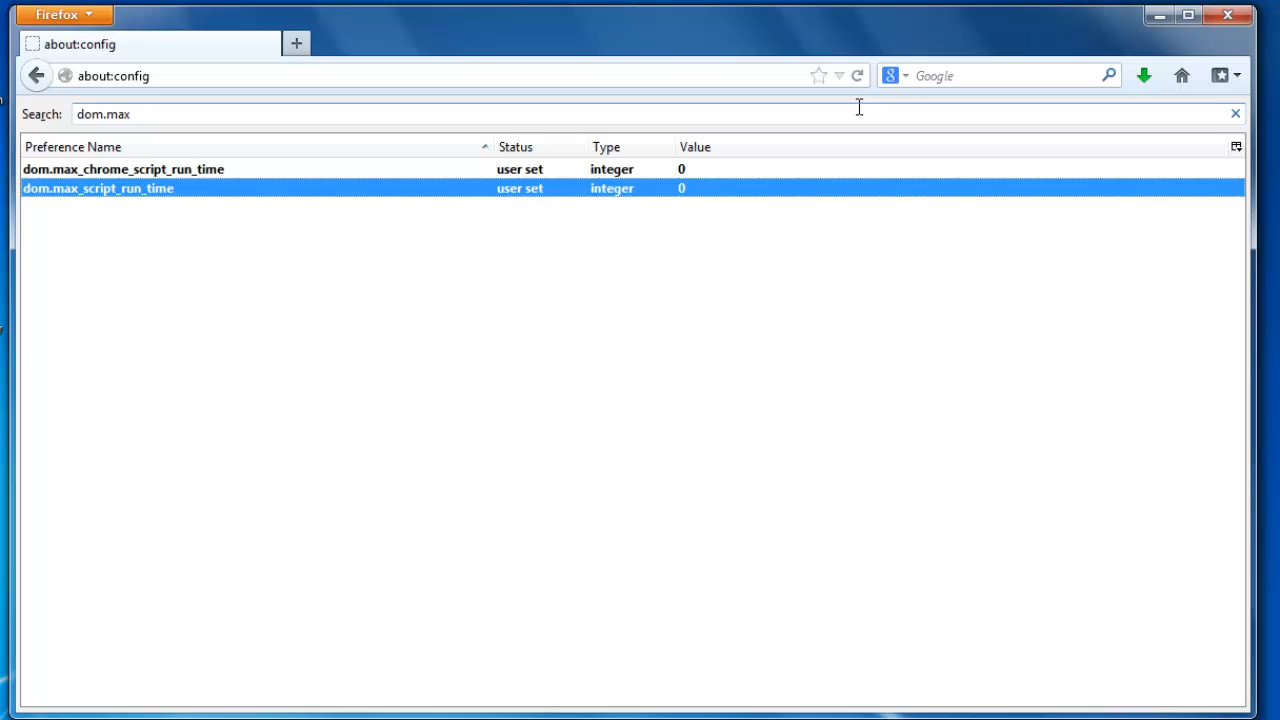 Firefox
about:config
about:config
Google
Search: dom.max
Preference Name Status Type Value
dom.max_chrome_script_run_time user set integer 0
dom.max_script_run_time user set integer 0